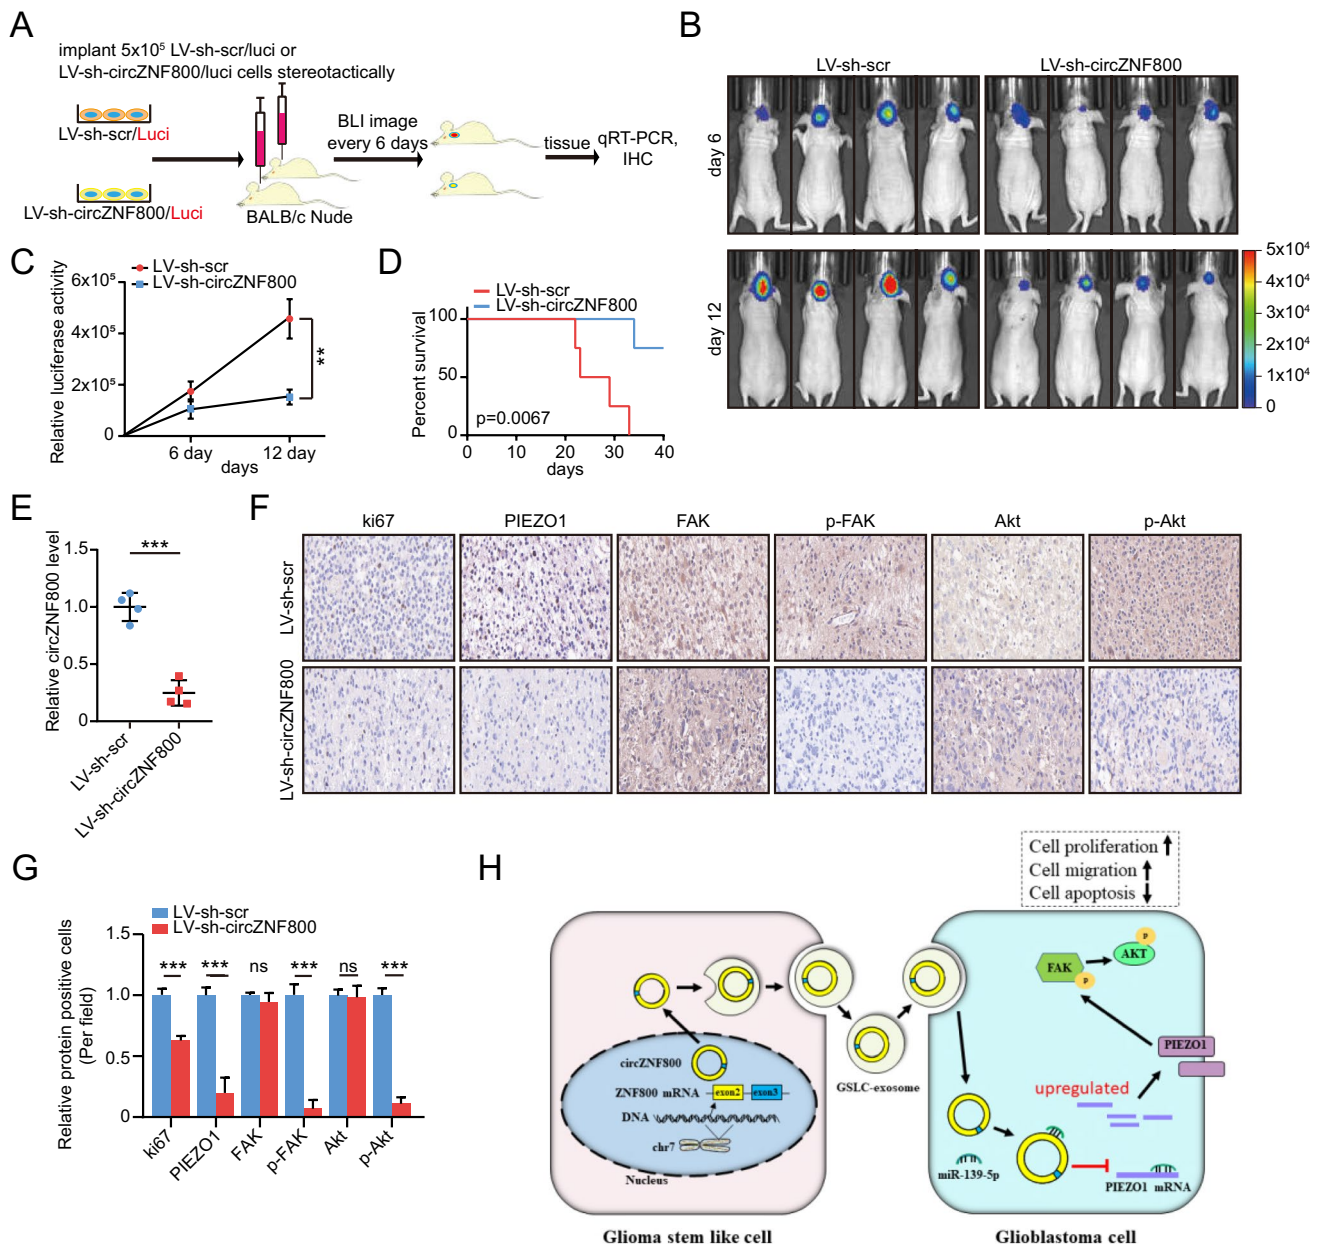 A
implant 5x10⁵ LV-sh-scr/luci or
LV-sh-circZNF800/luci cells stereotactically
LV-sh-scr/Luci
LV-sh-circZNF800/Luci
BALB/c Nude
BLI image
every 6 days
tissue
qRT-PCR,
IHC
B
LV-sh-scr
LV-sh-circZNF800
day 6
day 12
5x10⁴
4x10⁴
3x10⁴
2x10⁴
1x10⁴
0
C
LV-sh-scr
LV-sh-circZNF800
Relative luciferase activity
6x10⁵
4x10⁵
2x10⁵
0
**
6 day
12 day
days
D
LV-sh-scr
LV-sh-circZNF800
Percent survival
100
50
0
p=0.0067
0 10 20 30 40
days
E
Relative circZNF800 level
1.5
1.0
0.5
0
***
LV-sh-scr
LV-sh-circZNF800
F
ki67 PIEZO1 FAK p-FAK Akt p-Akt
LV-sh-scr
LV-sh-circZNF800
G
LV-sh-scr
LV-sh-circZNF800
Relative protein positive cells
(Per field)
1.5
1.0
0.5
0
*** *** ns *** ns ***
ki67 PIEZO1 FAK p-FAK Akt p-Akt
H
Cell proliferation
Cell migration
Cell apoptosis
circZNF800
ZNF800 mRNA
exon2 exon3
DNA
chr7
Nucleus
GSLC-exosome
P
AKT
FAK
P
PIEZO1
upregulated
miR-139-5p
PIEZO1 mRNA
Glioma stem like cell
Glioblastoma cell